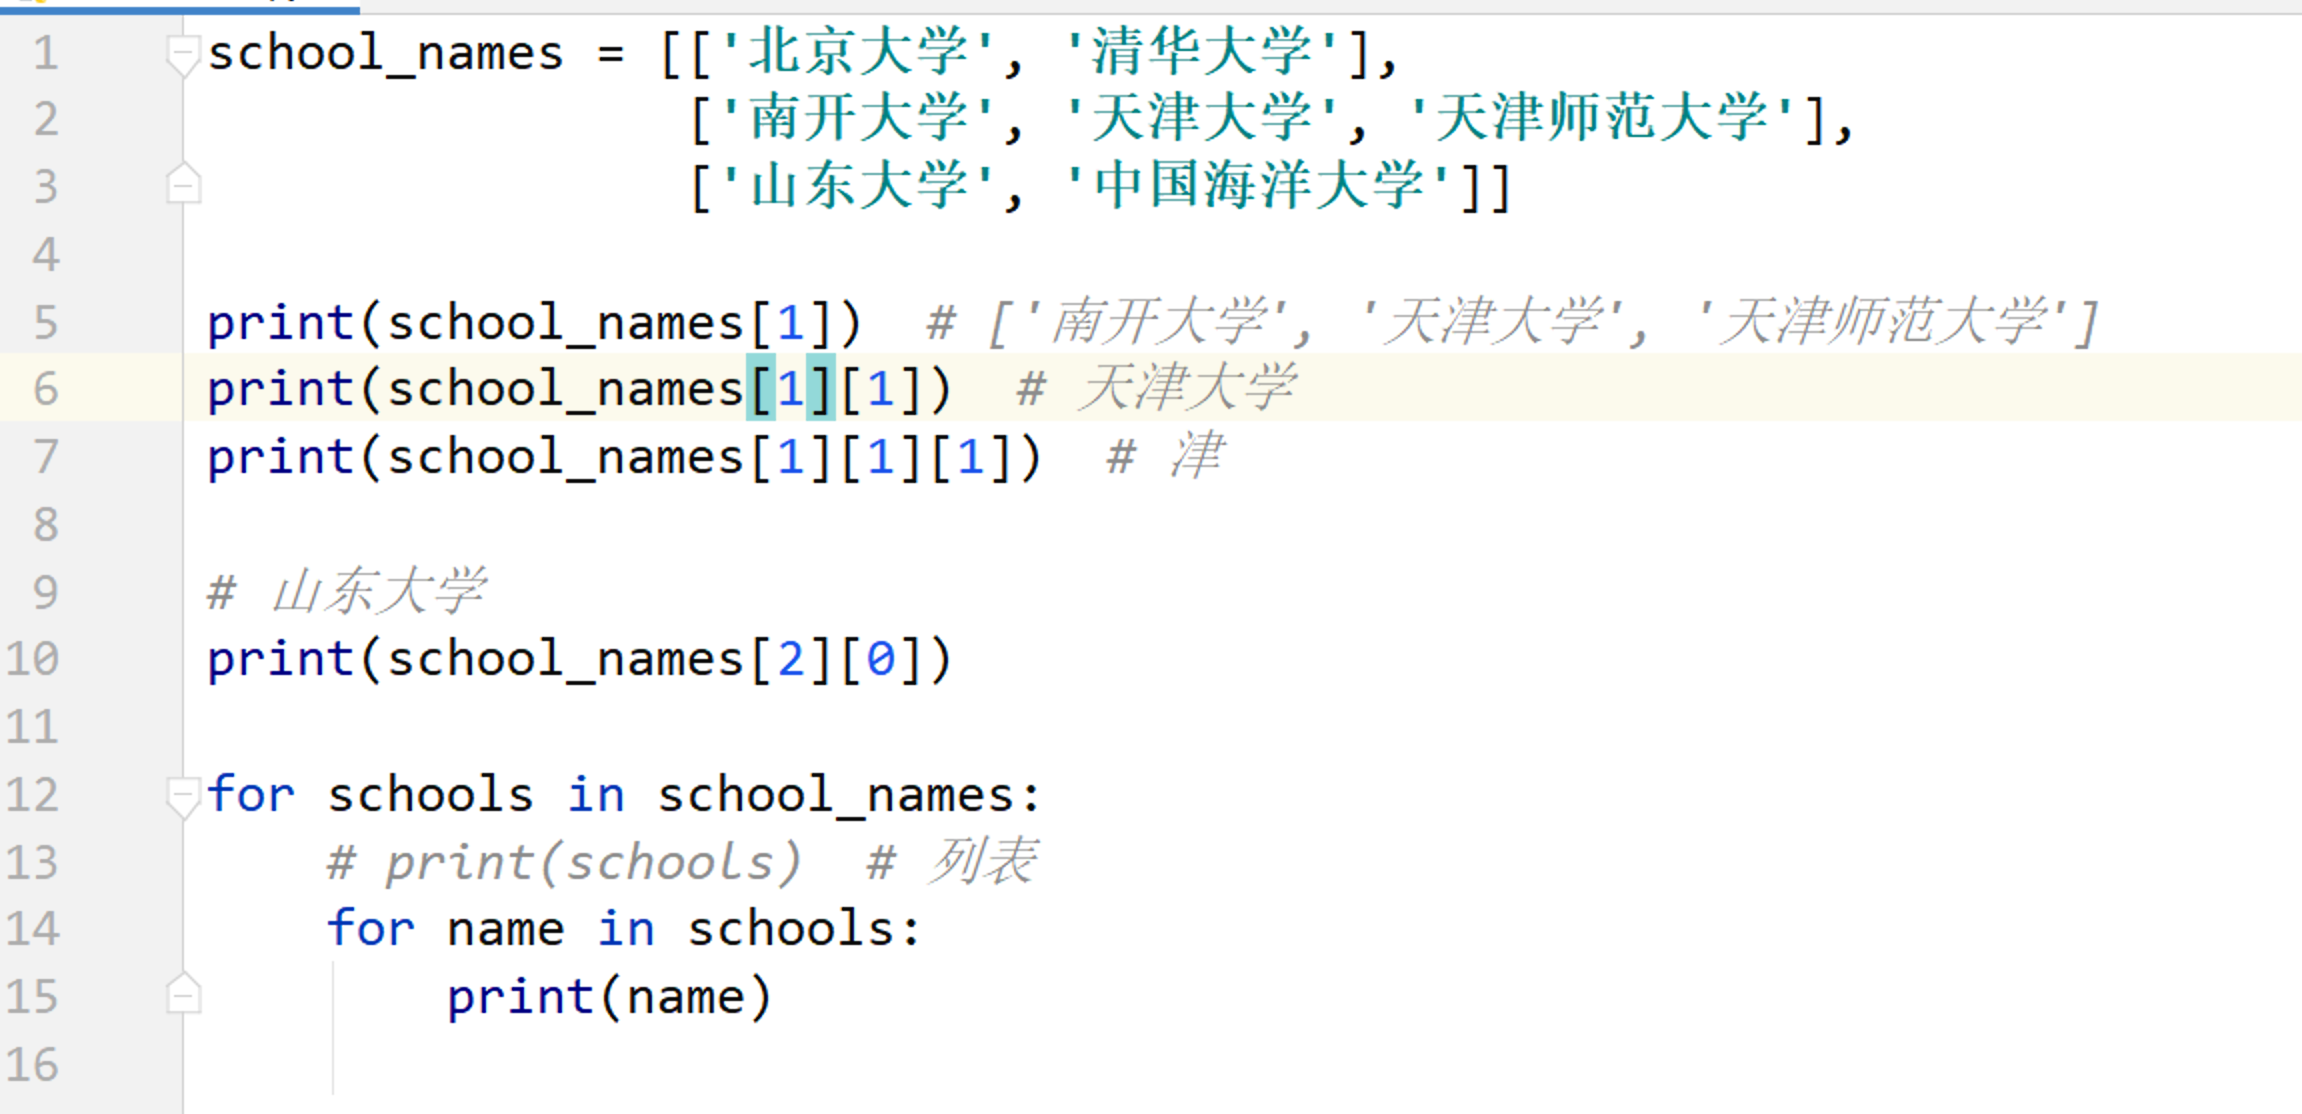 1 school_names = [['北京大学', '清华大学'],
2 ['南开大学', '天津大学', '天津师范大学'],
3 ['山东大学', '中国海洋大学']]
4
5 print(school_names[1])  # ['南开大学', '天津大学', '天津师范大学']
6 print(school_names[1][1])  # 天津大学
7 print(school_names[1][1][1])  # 津
8
9 # 山东大学
10 print(school_names[2][0])
11
12 for schools in school_names:
13     # print(schools)  # 列表
14     for name in schools:
15         print(name)
16